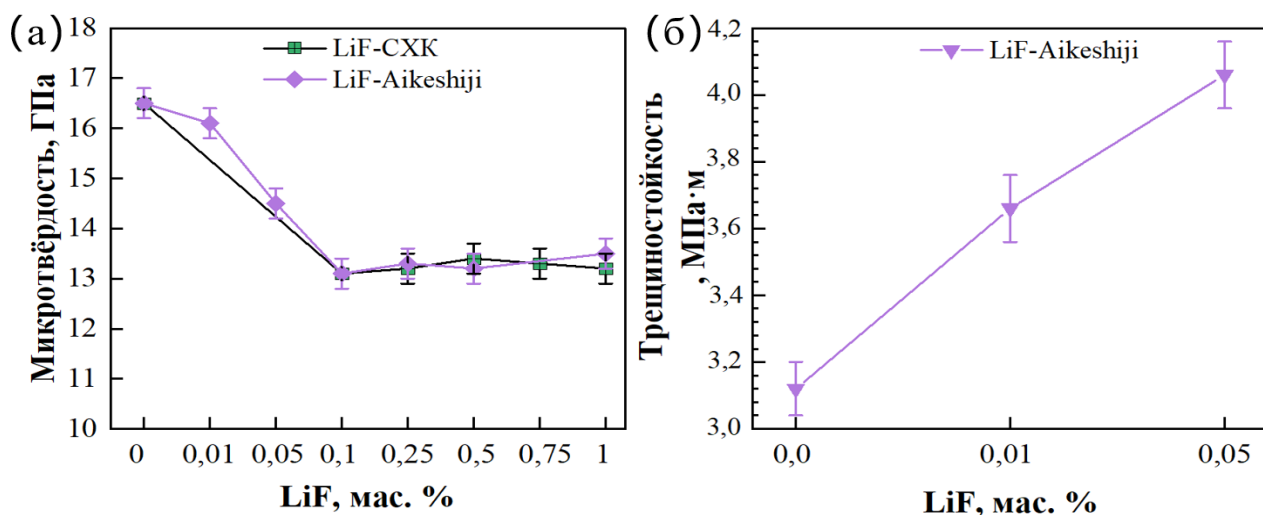 (а)
Микротвёрдость, ГПа
18
17
16
15
14
13
12
11
10
LiF-СХК
LiF-Aikeshiji
0 0,01 0,05 0,1 0,25 0,5 0,75 1
LiF, мас. %
(б)
Трещиностойкость
, МПа·м
4,2
4,0
3,8
3,6
3,4
3,2
3,0
LiF-Aikeshiji
0,0 0,01 0,05
LiF, мас. %